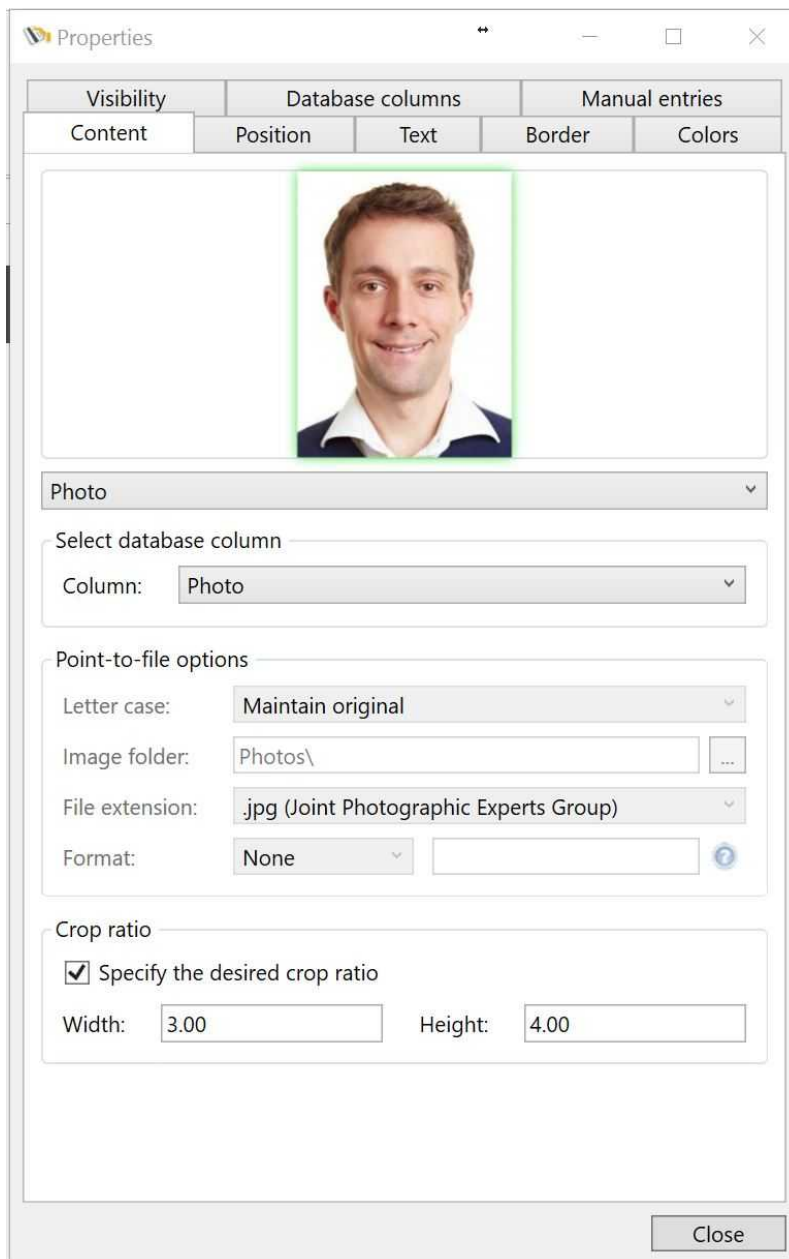 Properties
Visibility Database columns Manual entries
Content Position Text Border Colors
Photo
Select database column
Column: Photo
Point-to-file options
Letter case: Maintain original
Image folder: Photos\ ...
File extension: .jpg (Joint Photographic Experts Group)
Format: None ?
Crop ratio
Specify the desired crop ratio
Width: 3.00 Height: 4.00
Close